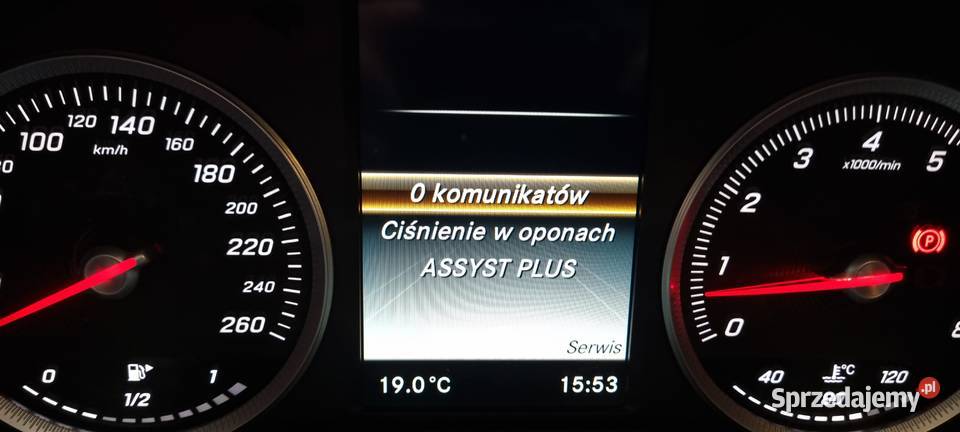 100
120
140
160
180
200
220
240
260
km/h
0
1/2
1
0 komunikatów
Ciśnienie w oponach
ASSYST PLUS
Serwis
19.0°C
15:53
0
1
2
3
4
5
x1000/min
P
°C
40
120
Sprzedajemy.pl